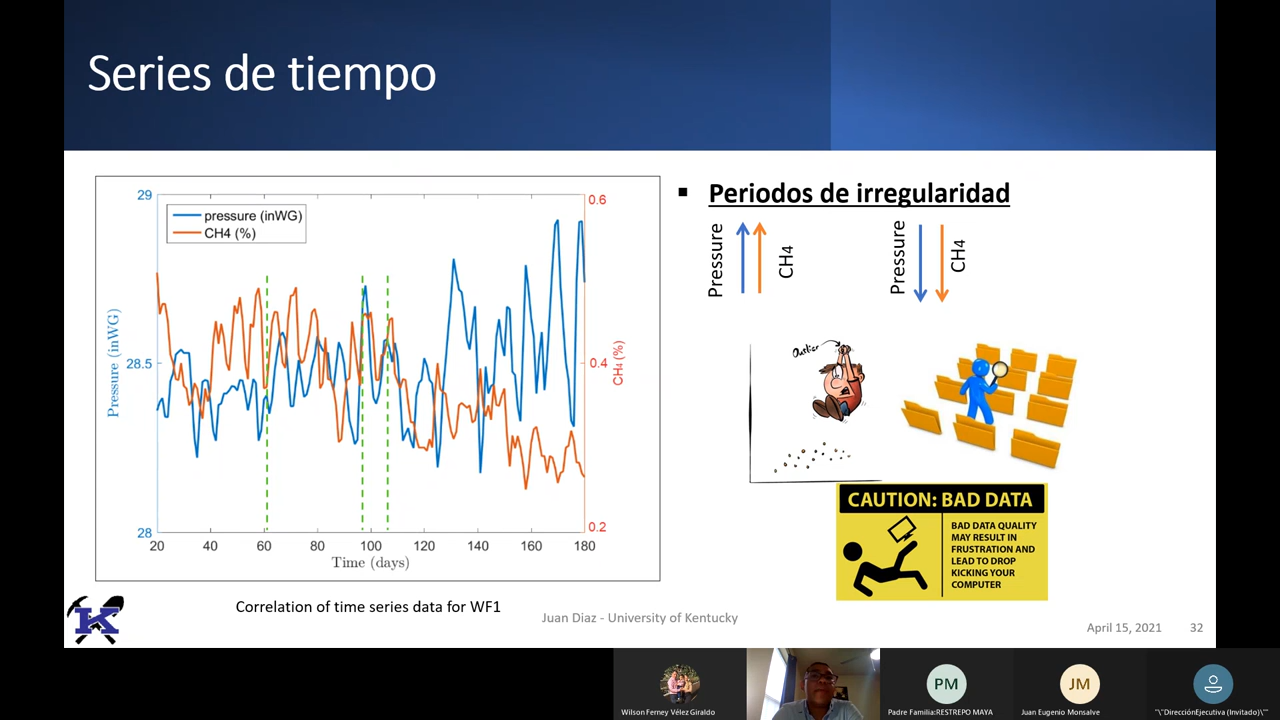 Series de tiempo
29
28.5
28
Pressure (inWG)
pressure (inWG)
CH4 (%)
0.6
0.4
0.2
CH4 (%)
20 40 60 80 100 120 140 160 180
Time (days)
Correlation of time series data for WF1
Periodos de irregularidad
Pressure
CH4
Pressure
CH4
Outlier
CAUTION: BAD DATA
BAD DATA QUALITY
MAY RESULT IN
FRUSTRATION AND
LEAD TO DROP
KICKING YOUR
COMPUTER
K
Juan Diaz - University of Kentucky
April 15, 2021
32
Wilson Ferney Vélez Giraldo
PM
Padre Familia:RESTREPO MAYA
JM
Juan Eugenio Monsalve
"\"DirecciónEjecutiva (Invitado)\""